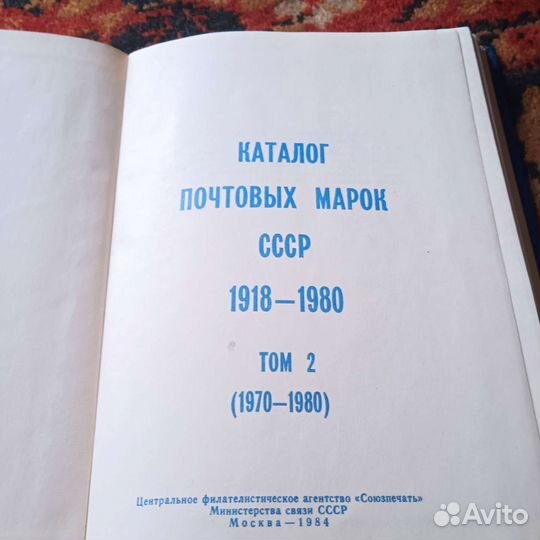 КАТАЛОГ
ПОЧТОВЫХ МАРОК
СССР
1918—1980
ТОМ 2
(1970—1980)
Центральное филателистическое агентство «Союзпечать»
Министерства связи СССР
Москва—1984
Avito